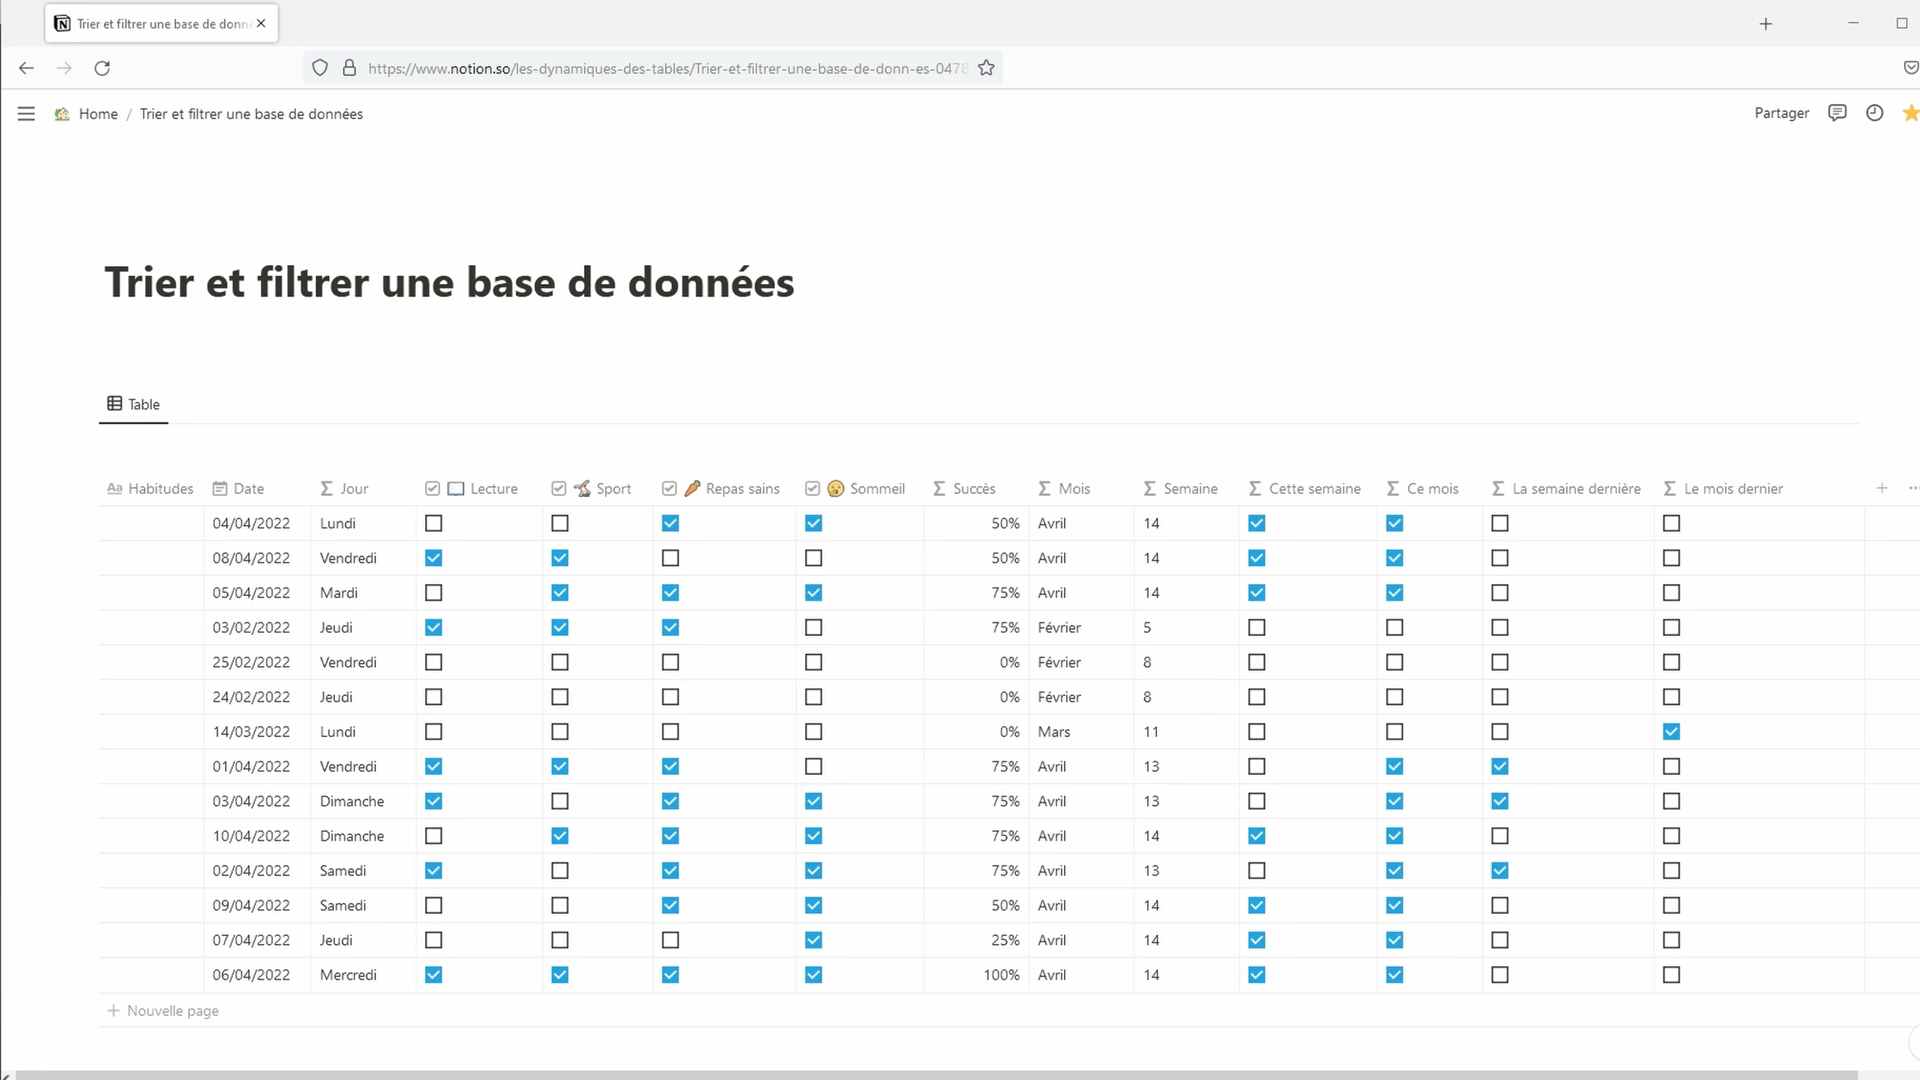 Trier et filtrer une base de donn
https://www.notion.so/les-dynamiques-des-tables/Trier-et-filtrer-une-base-de-donn-es-0478
Home / Trier et filtrer une base de données
Partager
Trier et filtrer une base de données
Table
Aa Habitudes Date Σ Jour Lecture Sport Repas sains Sommeil Σ Succès Σ Mois Σ Semaine Σ Cette semaine Σ Ce mois Σ La semaine dernière Σ Le mois dernier + ...
04/04/2022 Lundi 50% Avril 14
08/04/2022 Vendredi 50% Avril 14
05/04/2022 Mardi 75% Avril 14
03/02/2022 Jeudi 75% Février 5
25/02/2022 Vendredi 0% Février 8
24/02/2022 Jeudi 0% Février 8
14/03/2022 Lundi 0% Mars 11
01/04/2022 Vendredi 75% Avril 13
03/04/2022 Dimanche 75% Avril 13
10/04/2022 Dimanche 75% Avril 14
02/04/2022 Samedi 75% Avril 13
09/04/2022 Samedi 50% Avril 14
07/04/2022 Jeudi 25% Avril 14
06/04/2022 Mercredi 100% Avril 14
+ Nouvelle page